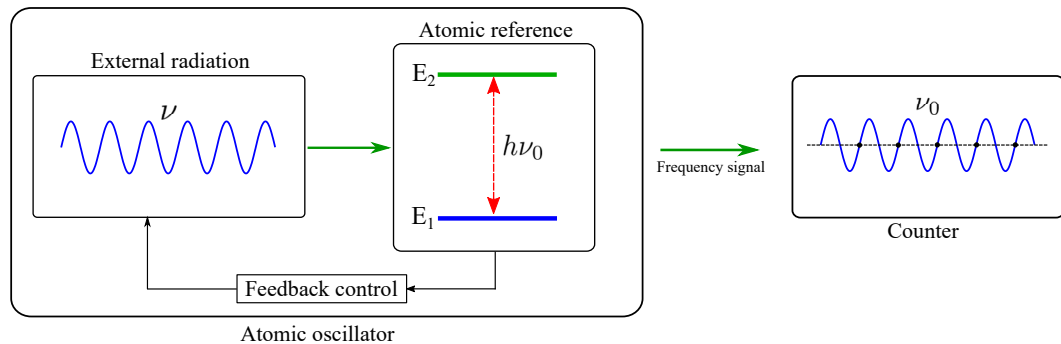 Atomic reference
External radiation
ν
E₂
hν₀
E₁
Feedback control
Atomic oscillator
Frequency signal
ν₀
Counter